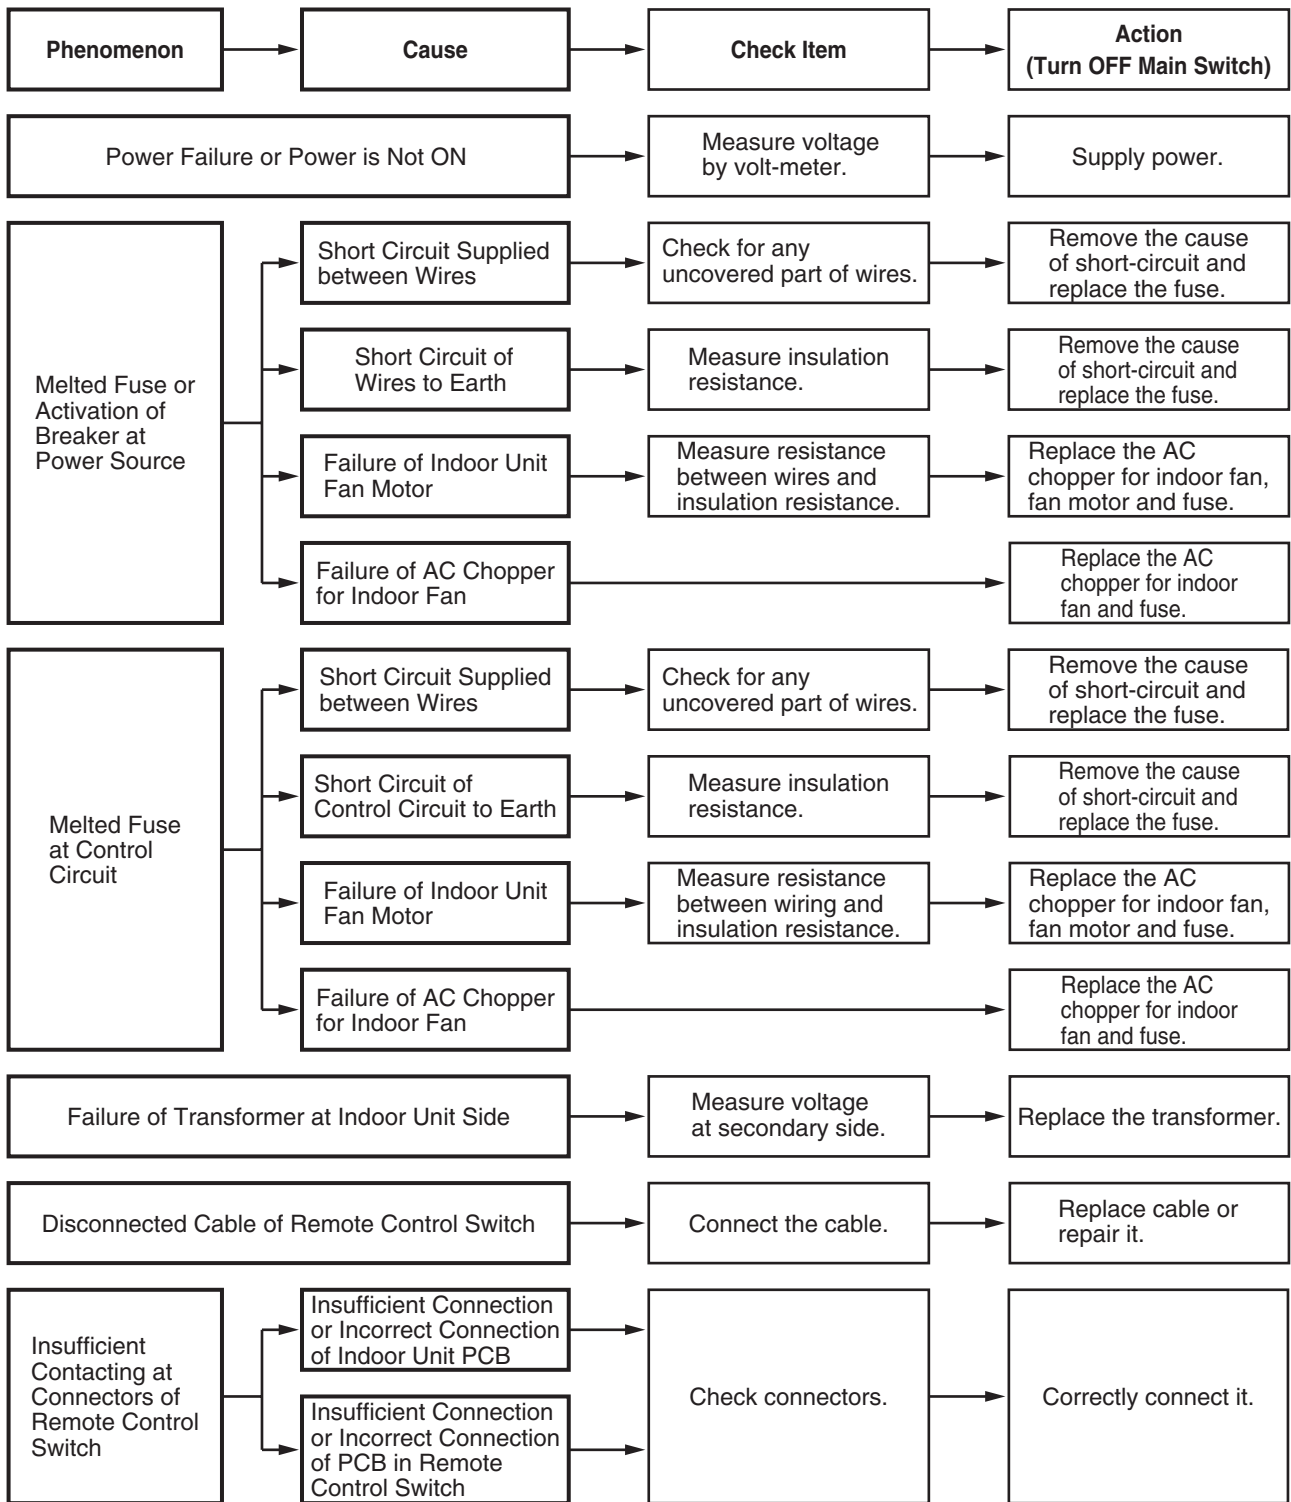 Phenomenon
Cause
Check Item
Action
(Turn OFF Main Switch)
Power Failure or Power is Not ON
Measure voltage
by volt-meter.
Supply power.
Melted Fuse or
Activation of
Breaker at
Power Source
Short Circuit Supplied
between Wires
Check for any
uncovered part of wires.
Remove the cause
of short-circuit and
replace the fuse.
Short Circuit of
Wires to Earth
Measure insulation
resistance.
Remove the cause
of short-circuit and
replace the fuse.
Failure of Indoor Unit
Fan Motor
Measure resistance
between wires and
insulation resistance.
Replace the AC
chopper for indoor fan,
fan motor and fuse.
Failure of AC Chopper
for Indoor Fan
Replace the AC
chopper for indoor
fan and fuse.
Melted Fuse
at Control
Circuit
Short Circuit Supplied
between Wires
Check for any
uncovered part of wires.
Remove the cause
of short-circuit and
replace the fuse.
Short Circuit of
Control Circuit to Earth
Measure insulation
resistance.
Remove the cause
of short-circuit and
replace the fuse.
Failure of Indoor Unit
Fan Motor
Measure resistance
between wiring and
insulation resistance.
Replace the AC
chopper for indoor fan,
fan motor and fuse.
Failure of AC Chopper
for Indoor Fan
Replace the AC
chopper for indoor
fan and fuse.
Failure of Transformer at Indoor Unit Side
Measure voltage
at secondary side.
Replace the transformer.
Disconnected Cable of Remote Control Switch
Connect the cable.
Replace cable or
repair it.
Insufficient
Contacting at
Connectors of
Remote Control
Switch
Insufficient Connection
or Incorrect Connection
of Indoor Unit PCB
Insufficient Connection
or Incorrect Connection
of PCB in Remote
Control Switch
Check connectors.
Correctly connect it.